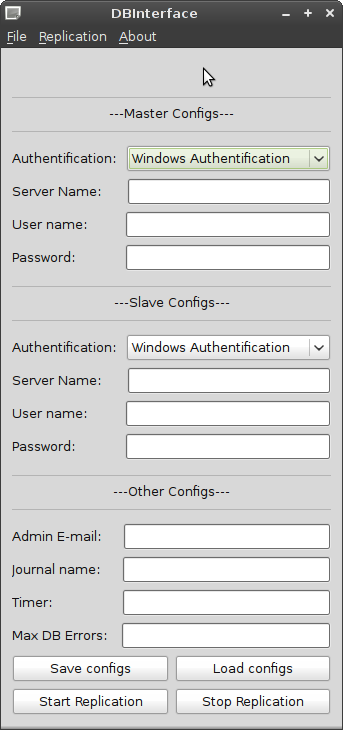 DBInterface
File Replication About
---Master Configs---
Authentification: Windows Authentification
Server Name:
User name:
Password:
---Slave Configs---
Authentification: Windows Authentification
Server Name:
User name:
Password:
---Other Configs---
Admin E-mail:
Journal name:
Timer:
Max DB Errors:
Save configs Load configs
Start Replication Stop Replication